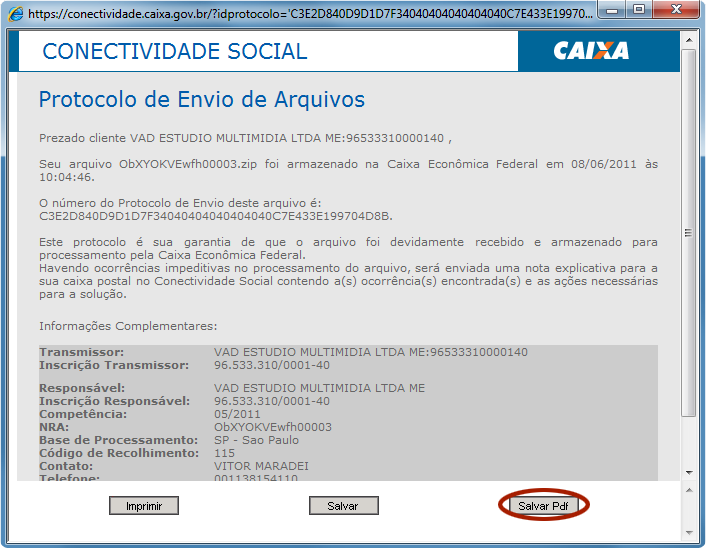 https://conectividade.caixa.gov.br/?idprotocolo='C3E2D840D9D1D7F34040404040404040C7E433E19970...
CONECTIVIDADE SOCIAL
CAIXA
Protocolo de Envio de Arquivos
Prezado cliente VAD ESTUDIO MULTIMIDIA LTDA ME:96533310000140 ,
Seu arquivo ObXYOKVEwfh00003.zip foi armazenado na Caixa Econômica Federal em 08/06/2011 às
10:04:46.
O número do Protocolo de Envio deste arquivo é:
C3E2D840D9D1D7F34040404040404040C7E433E199704D8B.
Este protocolo é sua garantia de que o arquivo foi devidamente recebido e armazenado para
processamento pela Caixa Econômica Federal.
Havendo ocorrências impeditivas no processamento do arquivo, será enviada uma nota explicativa para a
sua caixa postal no Conectividade Social contendo a(s) ocorrência(s) encontrada(s) e as ações necessárias
para a solução.
Informações Complementares:
Transmissor: VAD ESTUDIO MULTIMIDIA LTDA ME:96533310000140
Inscrição Transmissor: 96.533.310/0001-40
Responsável: VAD ESTUDIO MULTIMIDIA LTDA ME
Inscrição Responsável: 96.533.310/0001-40
Competência: 05/2011
NRA: ObXYOKVEwfh00003
Base de Processamento: SP - Sao Paulo
Código de Recolhimento: 115
Contato: VITOR MARADEI
Telefone: 001138154110
Imprimir Salvar Salvar Pdf